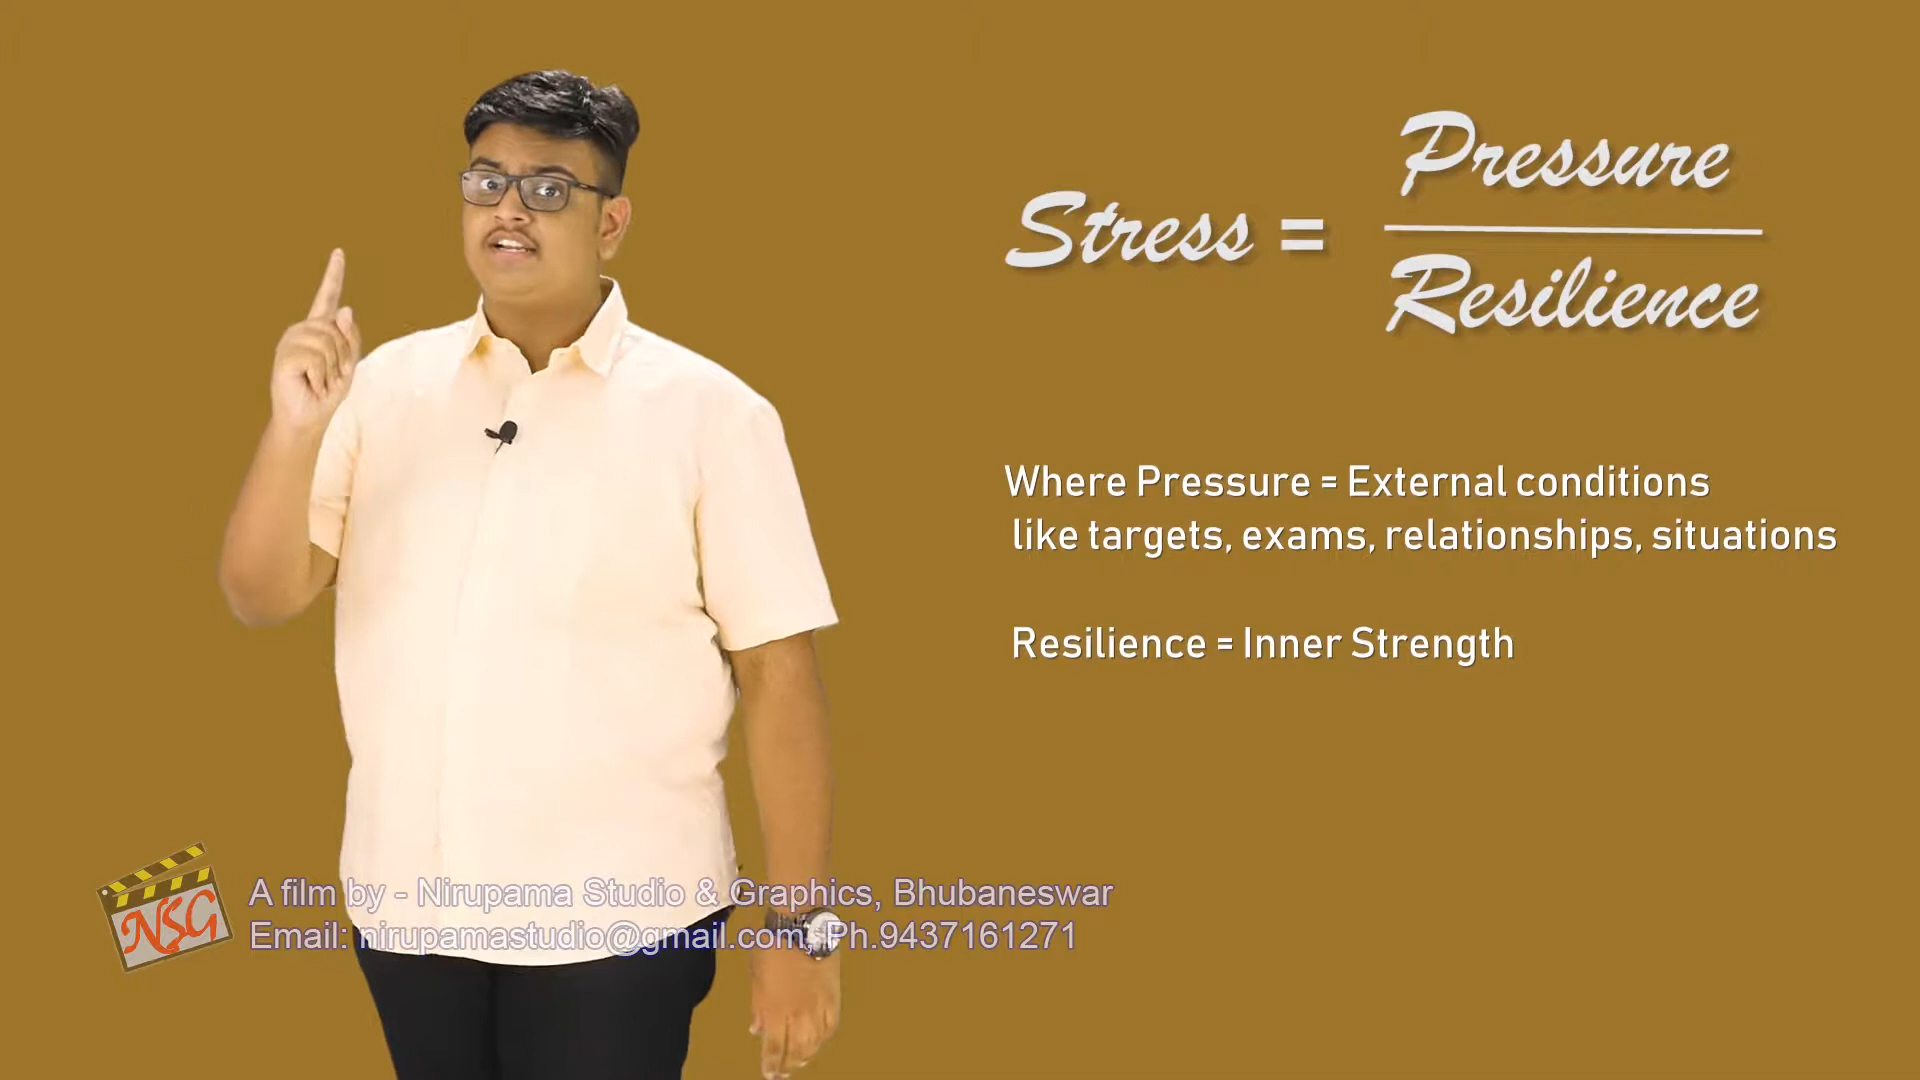 Stress = Pressure
Resilience
Where Pressure = External conditions
like targets, exams, relationships, situations
Resilience = Inner Strength
NSG
A film by - Nirupama Studio & Graphics, Bhubaneswar
Email: nirupamastudio@gmail.com, Ph.9437161271